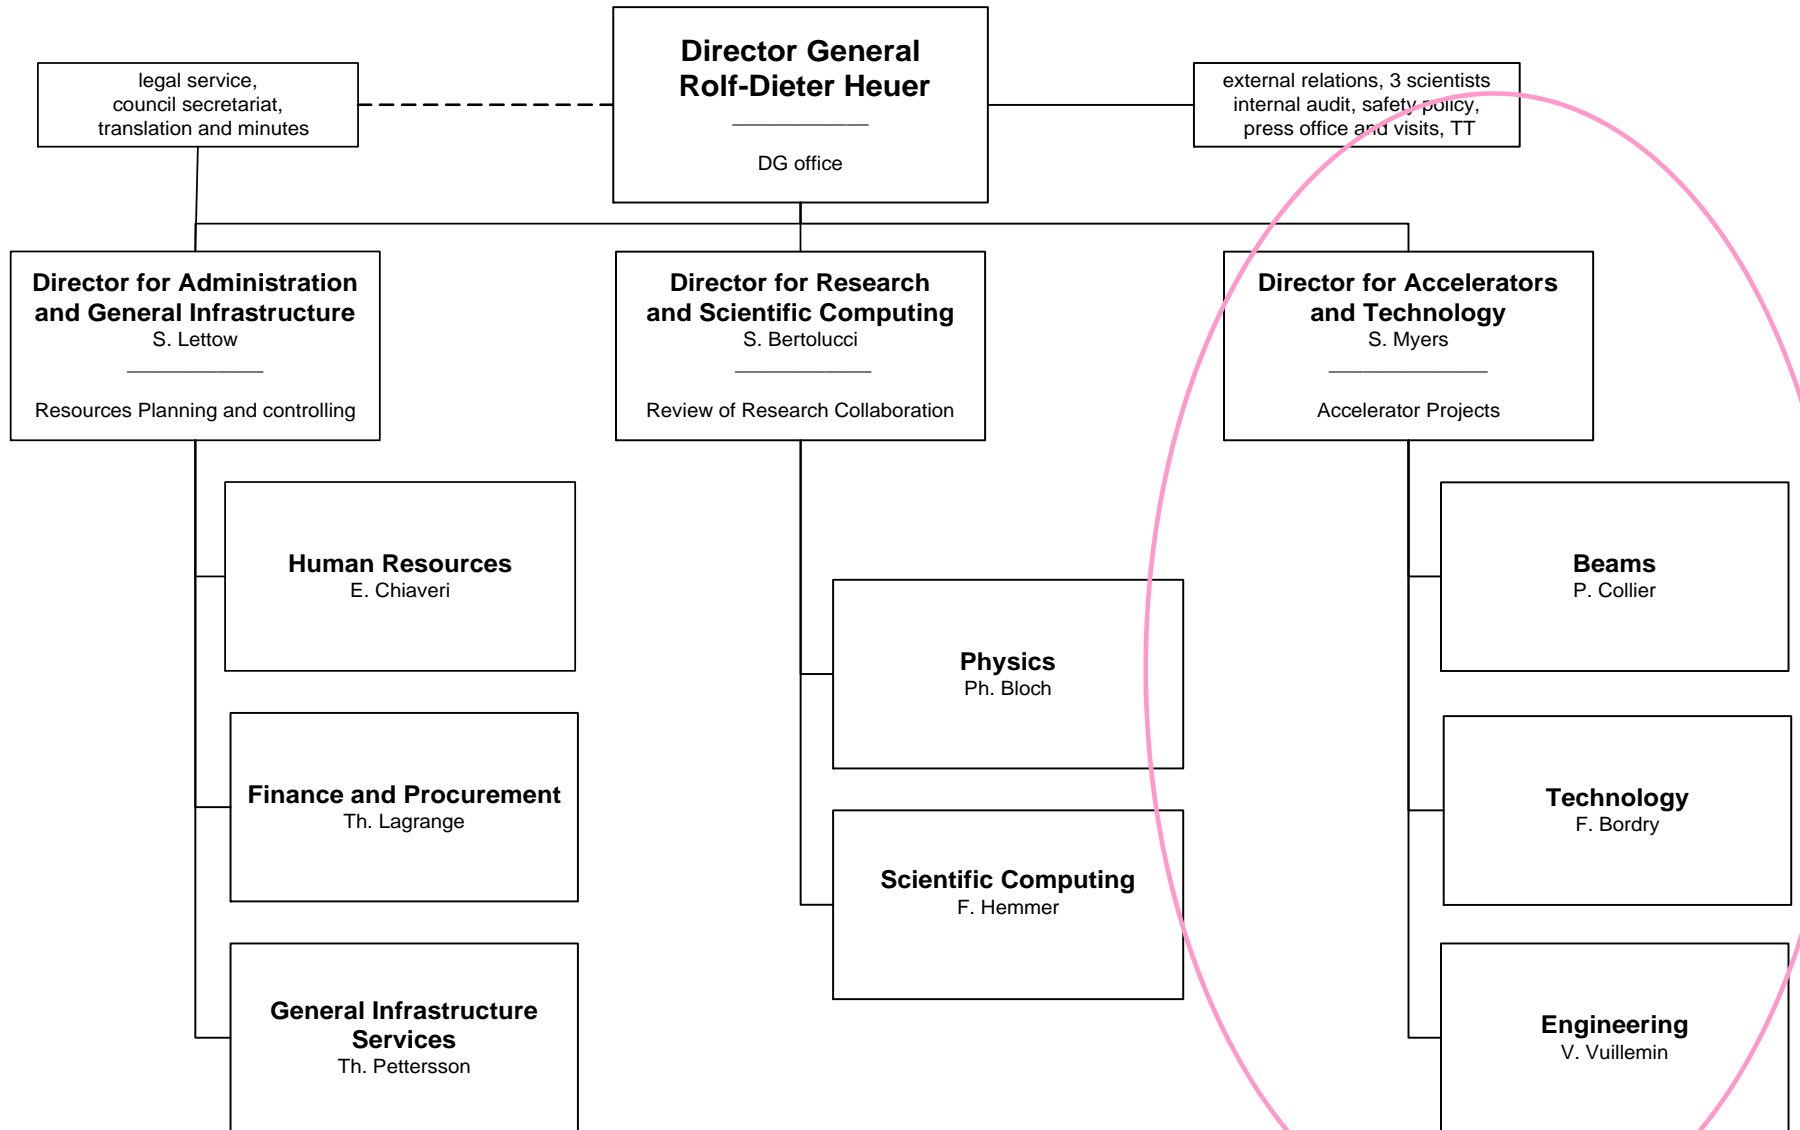 Director General
Rolf-Dieter Heuer
DG office
legal service,
council secretariat,
translation and minutes
external relations, 3 scientists
internal audit, safety policy,
press office and visits, TT
Director for Administration
and General Infrastructure
S. Lettow
Resources Planning and controlling
Director for Research
and Scientific Computing
S. Bertolucci
Review of Research Collaboration
Director for Accelerators
and Technology
S. Myers
Accelerator Projects
Human Resources
E. Chiaveri
Finance and Procurement
Th. Lagrange
General Infrastructure
Services
Th. Pettersson
Physics
Ph. Bloch
Scientific Computing
F. Hemmer
Beams
P. Collier
Technology
F. Bordry
Engineering
V. Vuillemin